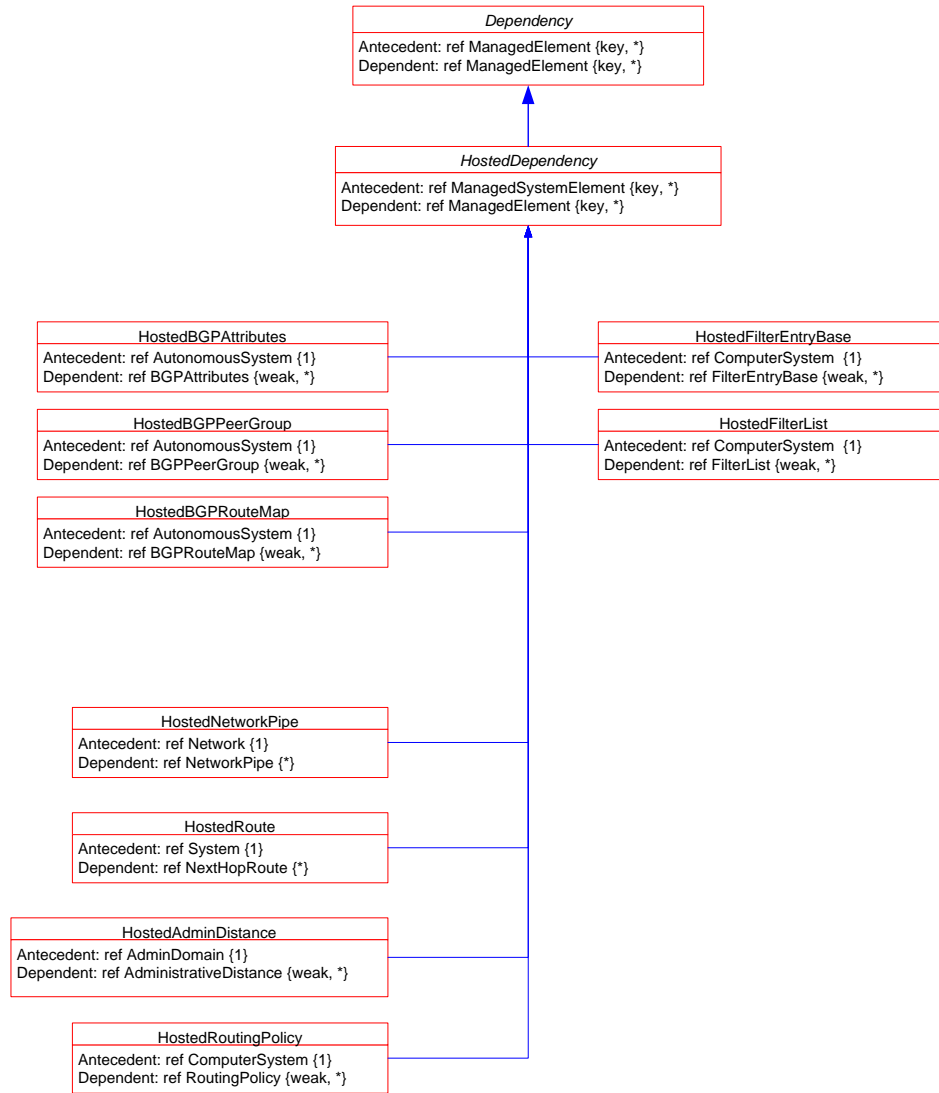 Dependency
Antecedent: ref ManagedElement {key, *}
Dependent: ref ManagedElement {key, *}
HostedDependency
Antecedent: ref ManagedSystemElement {key, *}
Dependent: ref ManagedElement {key, *}
HostedBGPAttributes
Antecedent: ref AutonomousSystem {1}
Dependent: ref BGPAttributes {weak, *}
HostedFilterEntryBase
Antecedent: ref ComputerSystem {1}
Dependent: ref FilterEntryBase {weak, *}
HostedBGPPeerGroup
Antecedent: ref AutonomousSystem {1}
Dependent: ref BGPPeerGroup {weak, *}
HostedFilterList
Antecedent: ref ComputerSystem {1}
Dependent: ref FilterList {weak, *}
HostedBGPRouteMap
Antecedent: ref AutonomousSystem {1}
Dependent: ref BGPRouteMap {weak, *}
HostedNetworkPipe
Antecedent: ref Network {1}
Dependent: ref NetworkPipe {*}
HostedRoute
Antecedent: ref System {1}
Dependent: ref NextHopRoute {*}
HostedAdminDistance
Antecedent: ref AdminDomain {1}
Dependent: ref AdministrativeDistance {weak, *}
HostedRoutingPolicy
Antecedent: ref ComputerSystem {1}
Dependent: ref RoutingPolicy {weak, *}